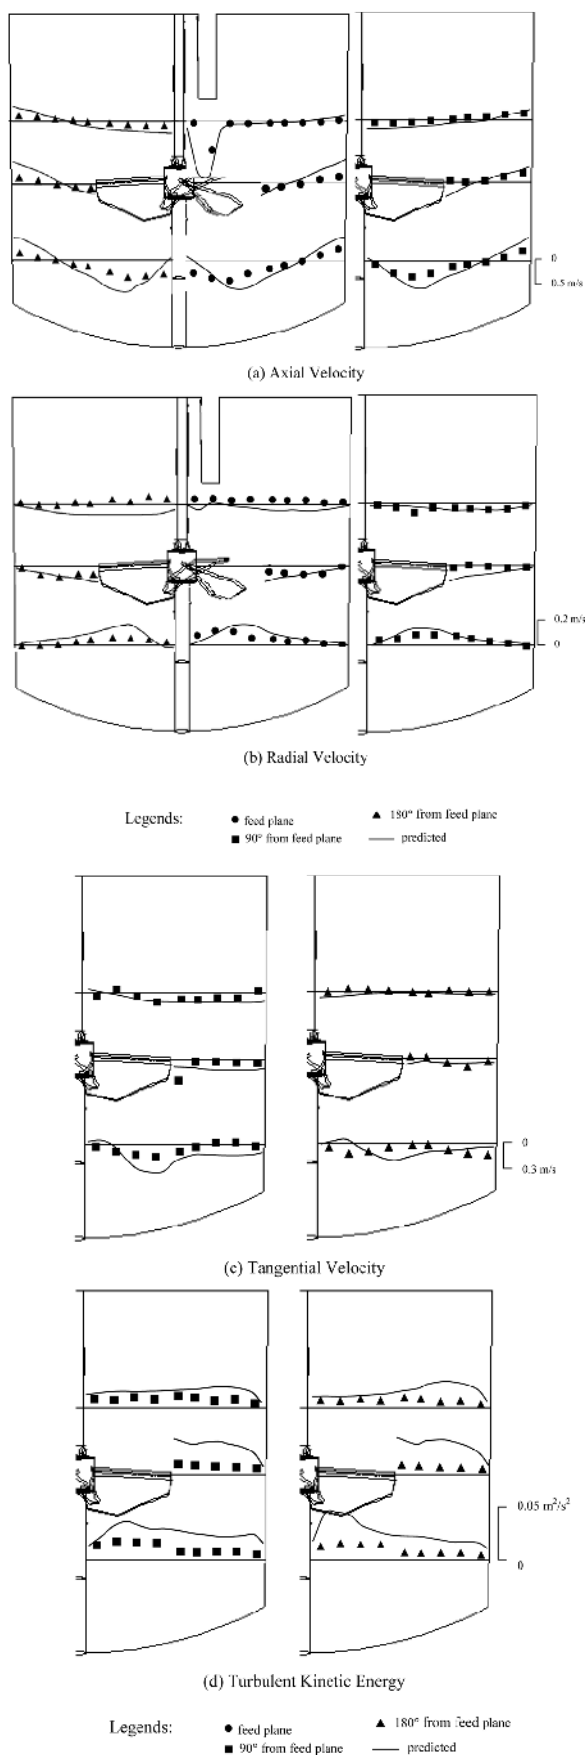 0
0.5 m/s
(a) Axial Velocity
0.2 m/s
0
(b) Radial Velocity
Legends: ● feed plane ▲ 180° from feed plane
■ 90° from feed plane — predicted
0
0.3 m/s
(c) Tangential Velocity
0.05 m²/s²
0
(d) Turbulent Kinetic Energy
Legends: ● feed plane ▲ 180° from feed plane
■ 90° from feed plane — predicted